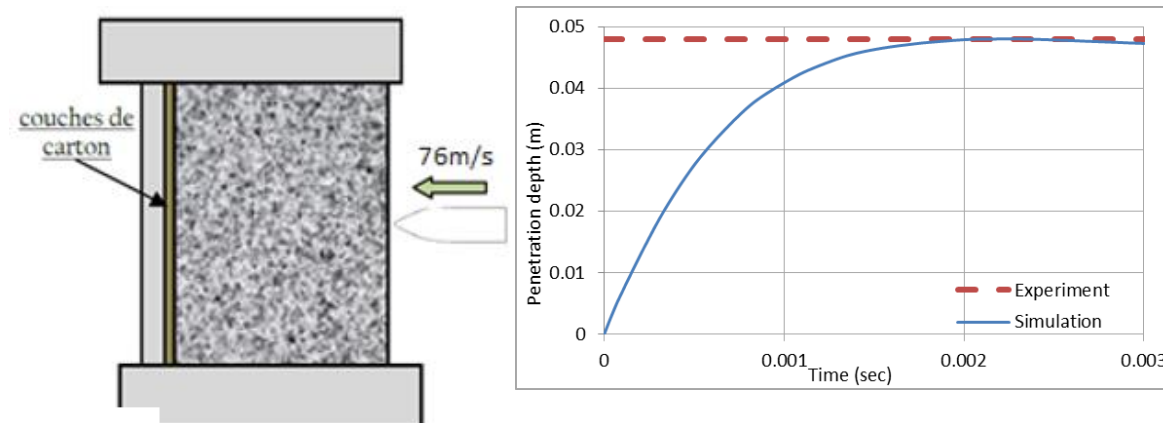 couches de
carton
76m/s
Penetration depth (m)
0.05
0.04
0.03
0.02
0.01
0
Experiment
Simulation
0
0.001
0.002
0.003
Time (sec)